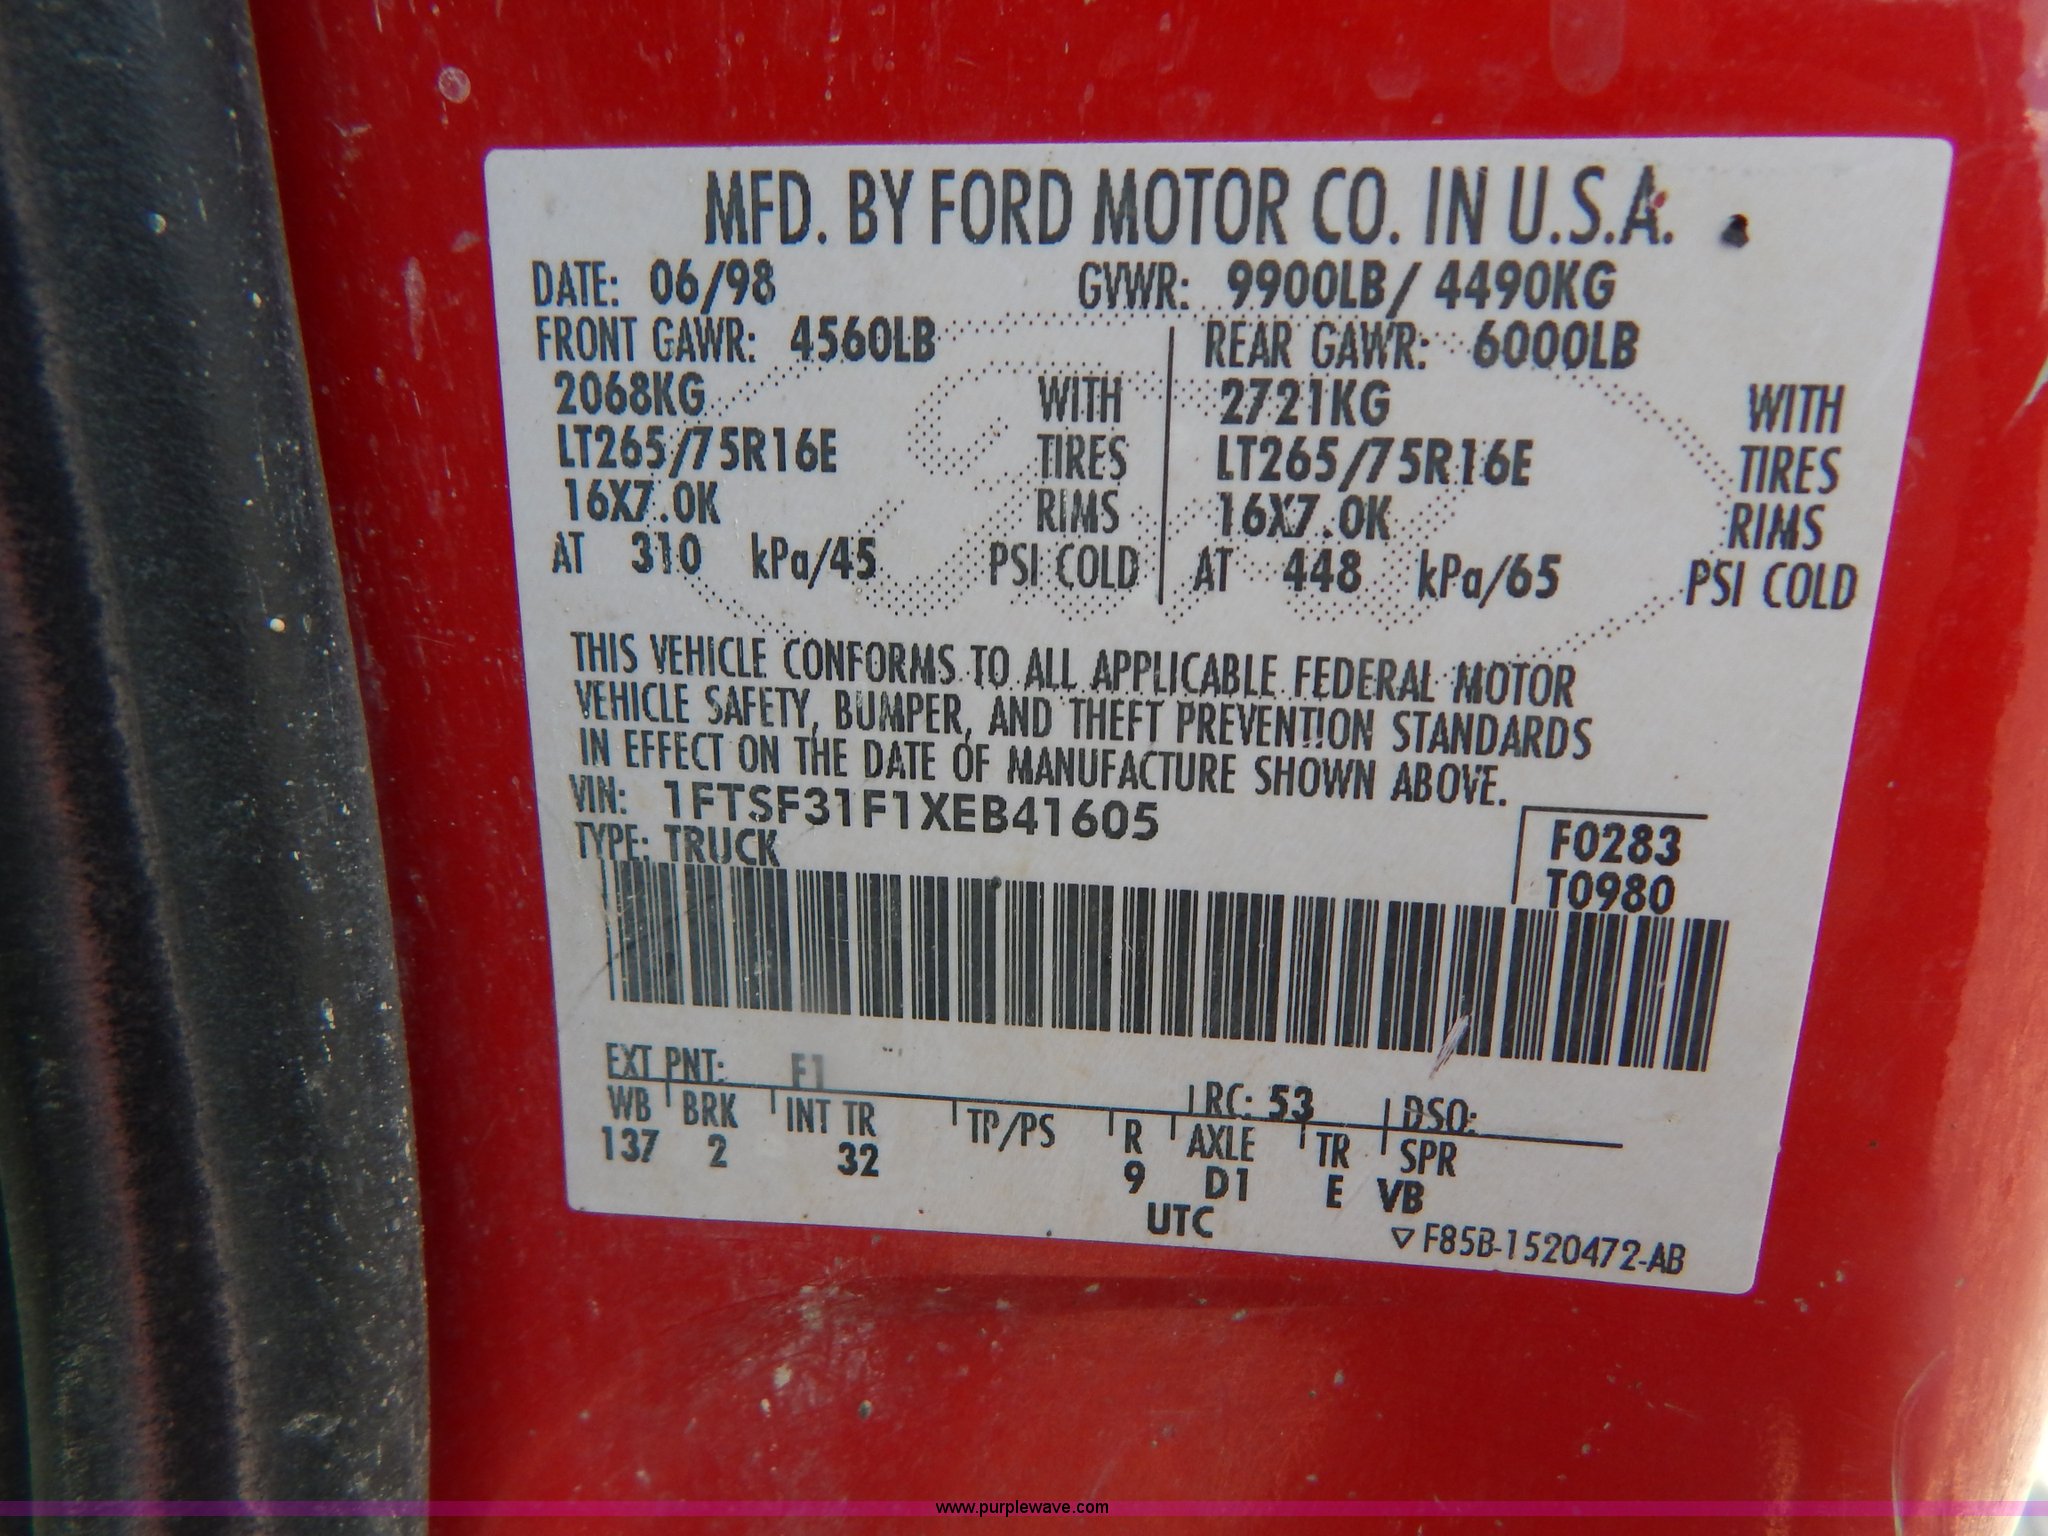 MFD. BY FORD MOTOR CO. IN U.S.A.
DATE: 06/98 GVWR: 9900LB/ 4490KG
FRONT GAWR: 4560LB REAR GAWR: 6000LB
2068KG WITH 2721KG WITH
LT265/75R16E TIRES LT265/75R16E TIRES
16X7.0K RIMS 16X7.0K RIMS
AT 310 kPa/45 PSI COLD AT 448 kPa/65 PSI COLD
THIS VEHICLE CONFORMS TO ALL APPLICABLE FEDERAL MOTOR
VEHICLE SAFETY, BUMPER, AND THEFT PREVENTION STANDARDS
IN EFFECT ON THE DATE OF MANUFACTURE SHOWN ABOVE.
VIN: 1FTSF31F1XEB41605
TYPE: TRUCK
F0283
T0980
EXT PNT: F1 RC: 53 DSO:
WB BRK INT TR TP/PS R AXLE TR SPR
137 2 32 9 D1 E VB
UTC
▽ F85B-1520472-AB
www.purplewave.com